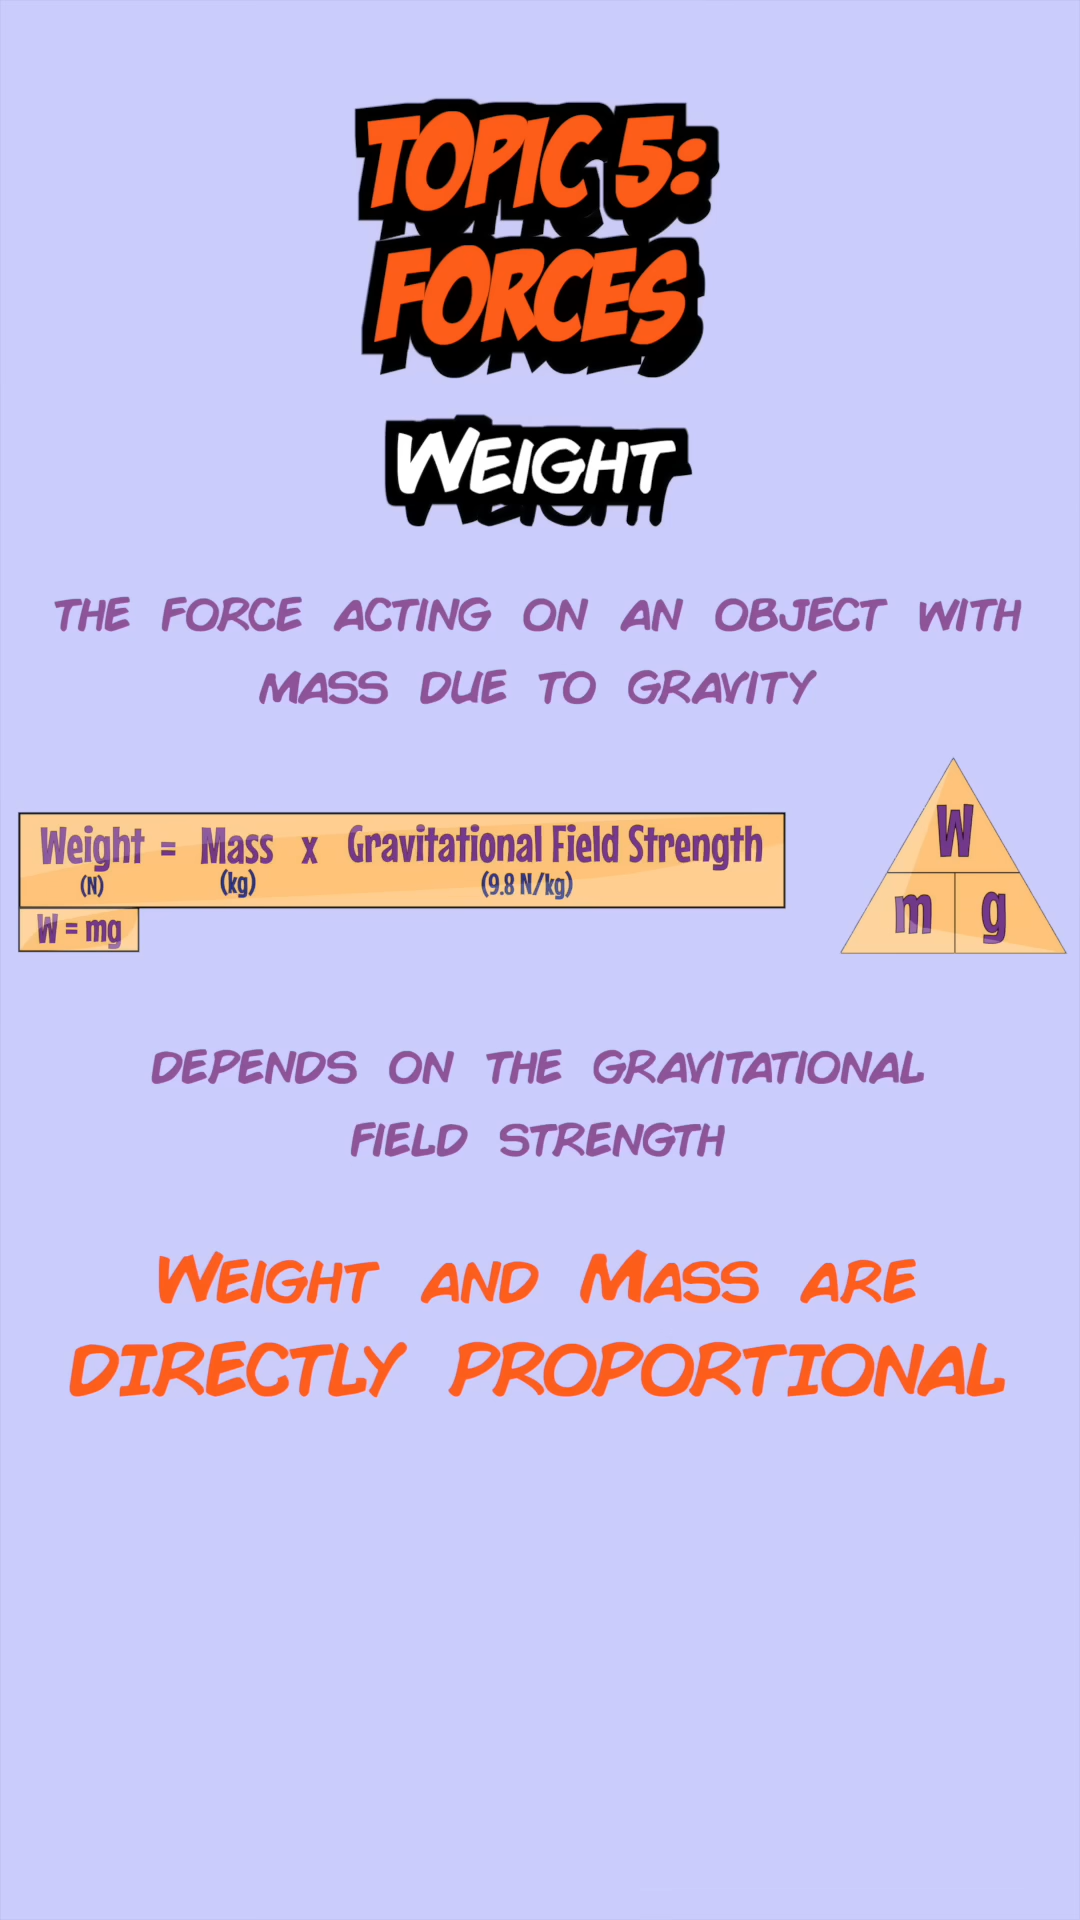 TOPIC 5:
FORCES
WEIGHT
THE FORCE ACTING ON AN OBJECT WITH
MASS DUE TO GRAVITY
Weight = Mass x Gravitational Field Strength
(N) (kg) (9.8 N/kg)
W = mg
W
m g
DEPENDS ON THE GRAVITATIONAL
FIELD STRENGTH
WEIGHT AND MASS ARE
DIRECTLY PROPORTIONAL